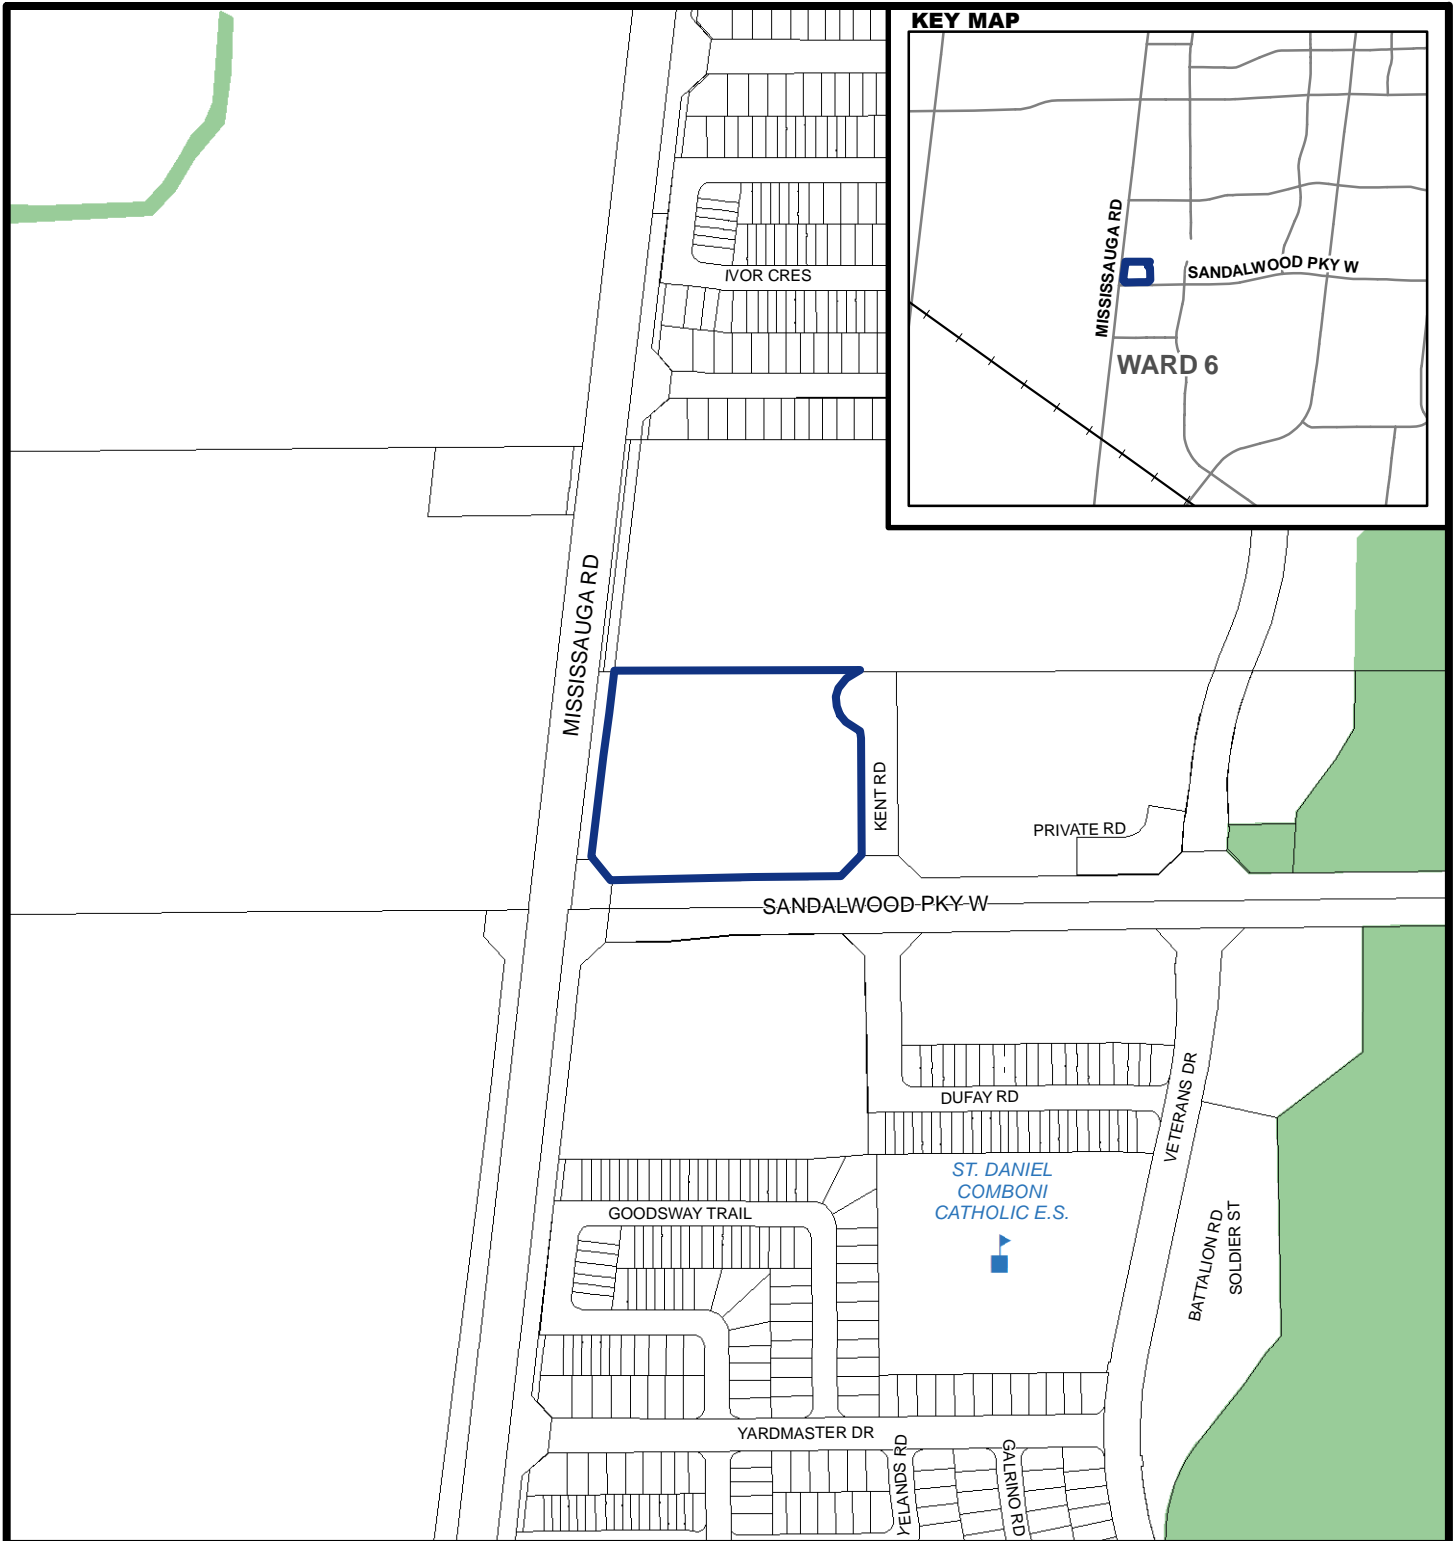 KEY MAP
MISSISSAUGA RD
SANDALWOOD PKY W
WARD 6
IVOR CRES
MISSISSAUGA RD
KENT RD
PRIVATE RD
SANDALWOOD PKY W
DUFAY RD
VETERANS DR
ST. DANIEL
COMBONI
CATHOLIC E.S.
GOODSWAY TRAIL
BATTALION RD
SOLDIER ST
YARDMASTER DR
YELANDS RD
GALRINO RD